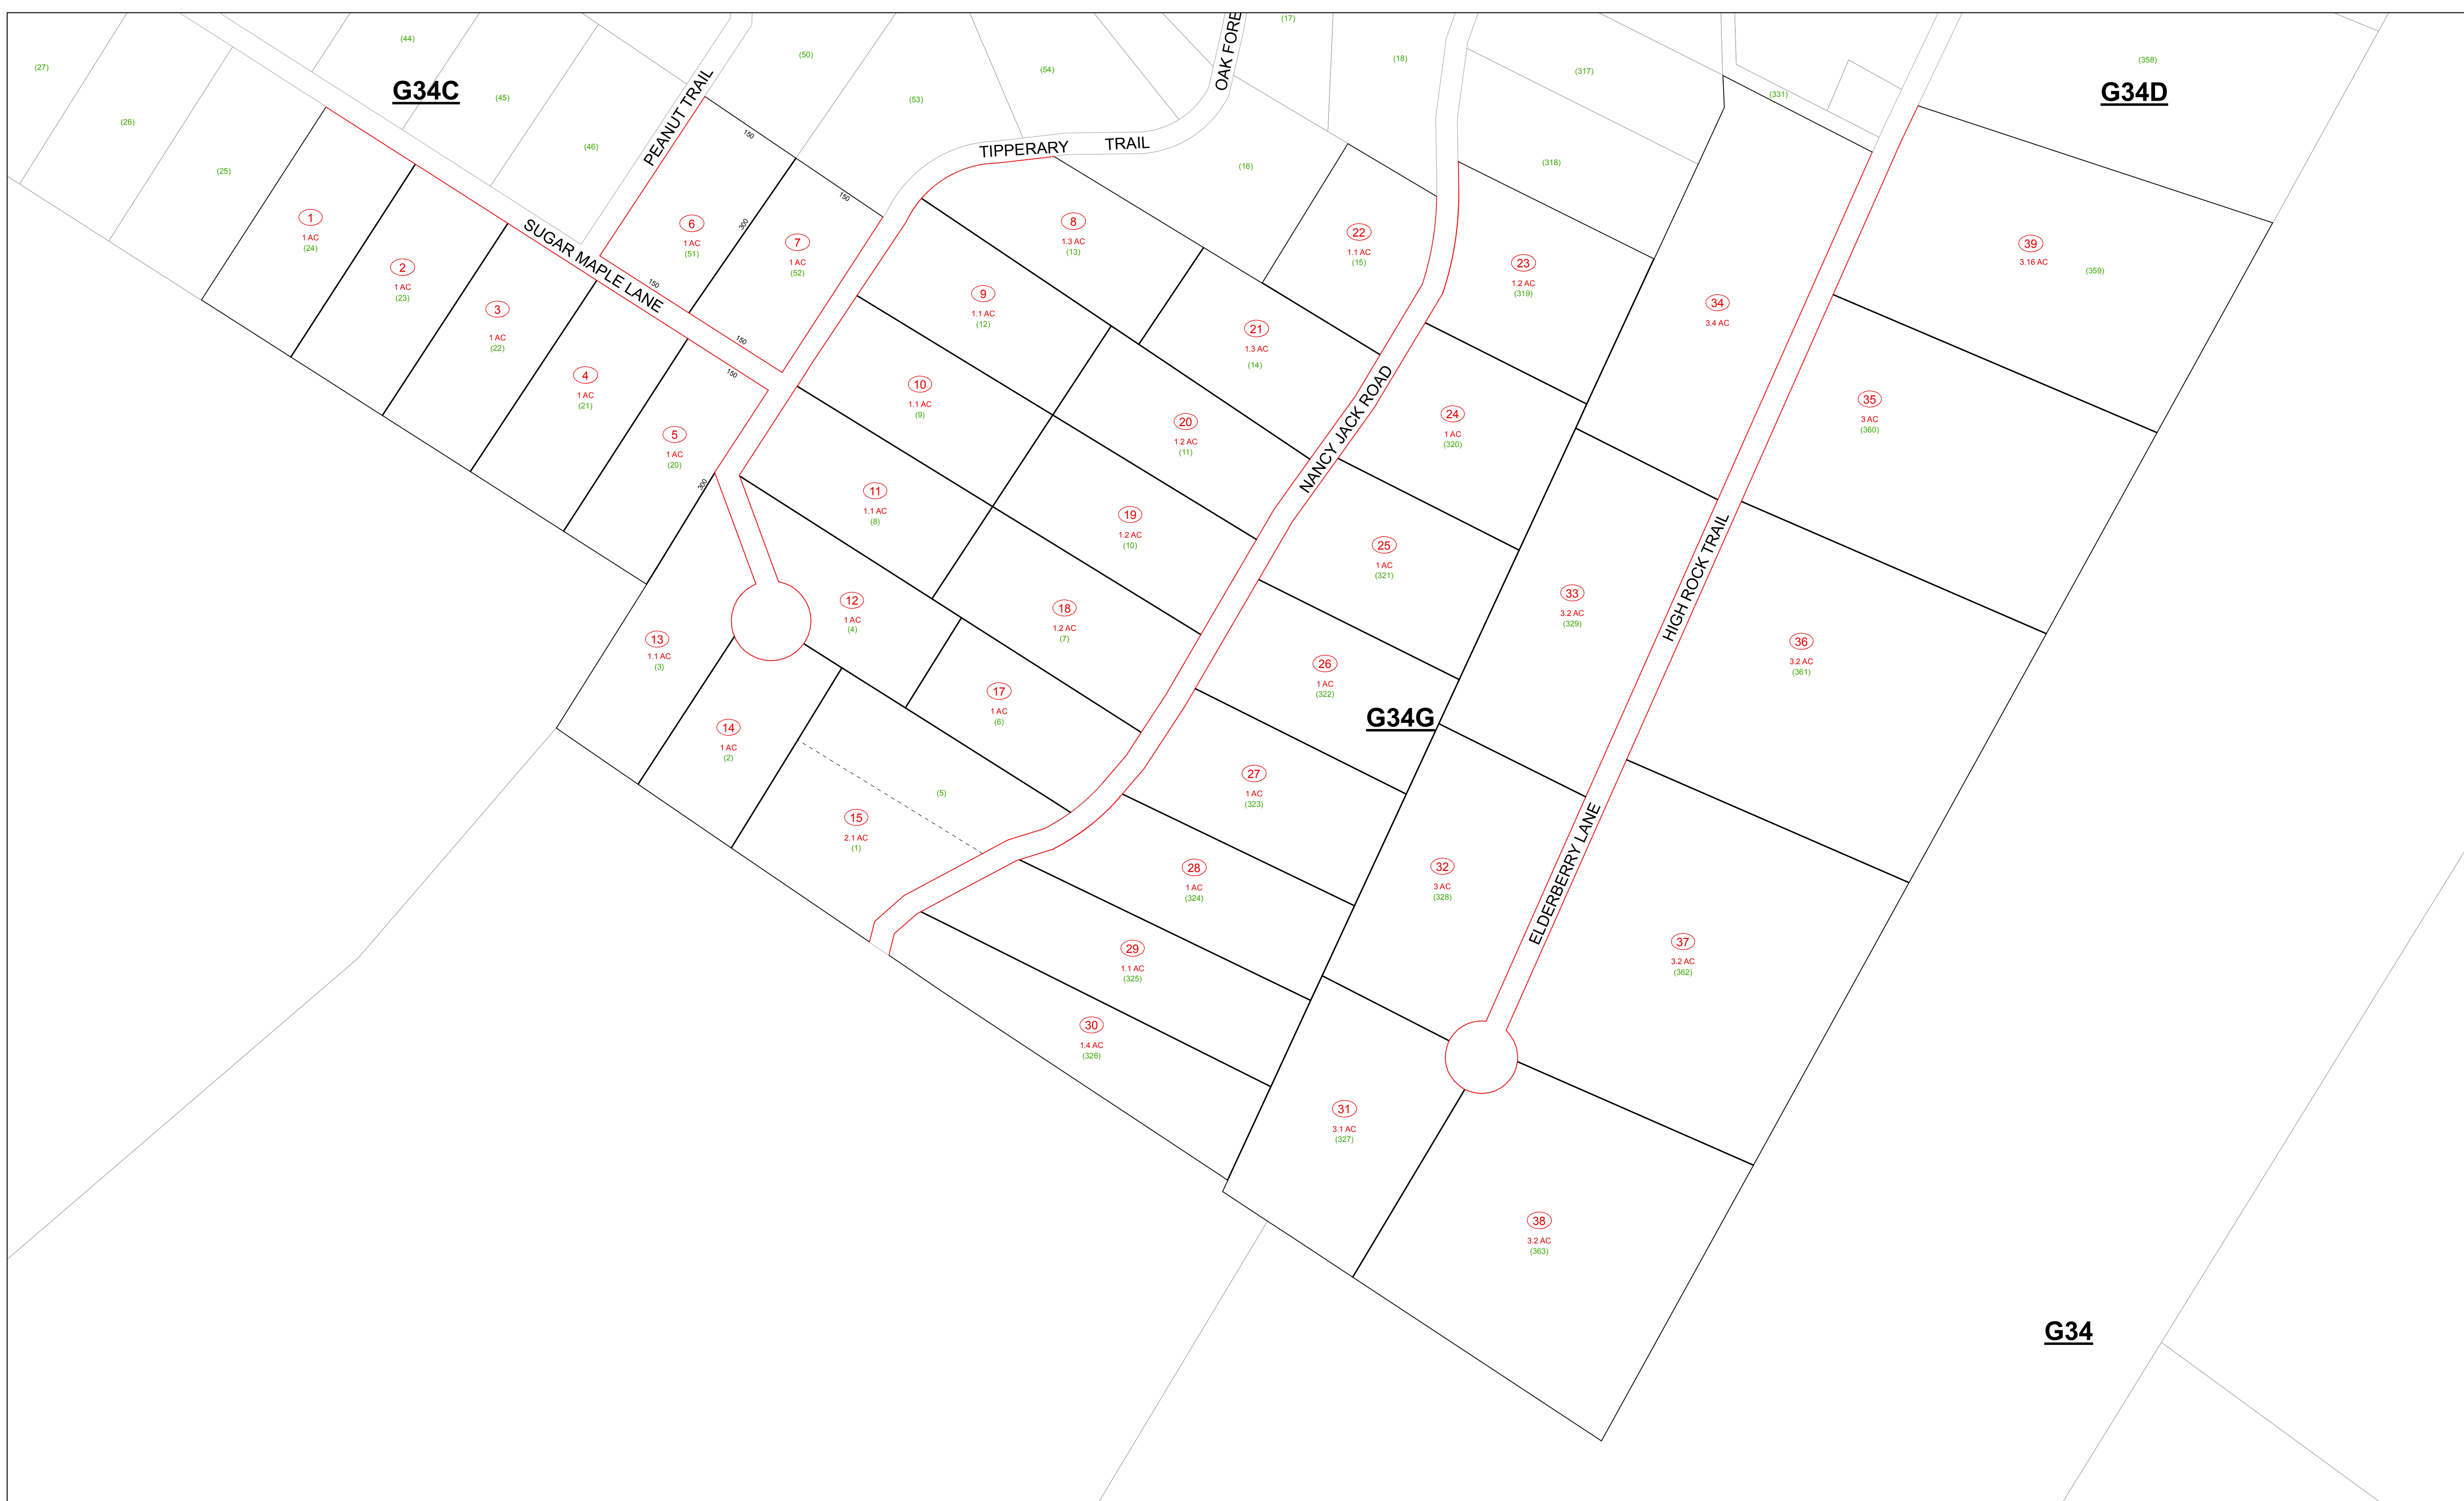 (17)
(44)
(50)
(18)
(358)
(27)
(54)
(317)
G34C
G34D
(45)
(53)
(331)
OAK FORE
PEANUT TRAIL
(26)
150
(46)
TIPPERARY TRAIL
(318)
(25)
(16)
150
1
1 AC
(24)
6
1 AC
(51)
300
7
1 AC
(52)
8
1.3 AC
(13)
22
1.1 AC
(15)
23
1.2 AC
(319)
39
3.16 AC
(359)
SUGAR MAPLE LANE
2
1 AC
(23)
150
9
1.1 AC
(12)
34
3.4 AC
3
1 AC
(22)
150
21
1.3 AC
(14)
4
1 AC
(21)
150
10
1.1 AC
(9)
NANCY JACK ROAD
35
3 AC
(360)
5
1 AC
(20)
300
20
1.2 AC
(11)
24
1 AC
(320)
11
1.1 AC
(8)
19
1.2 AC
(10)
25
1 AC
(321)
HIGH ROCK TRAIL
12
1 AC
(4)
18
1.2 AC
(7)
33
3.2 AC
(329)
13
1.1 AC
(3)
26
1 AC
(322)
36
3.2 AC
(361)
17
1 AC
(6)
G34G
14
1 AC
(2)
27
1 AC
(323)
(5)
15
2.1 AC
(1)
ELDERBERRY LANE
28
1 AC
(324)
32
3 AC
(328)
29
1.1 AC
(325)
37
3.2 AC
(362)
30
1.4 AC
(326)
31
3.1 AC
(327)
38
3.2 AC
(363)
G34